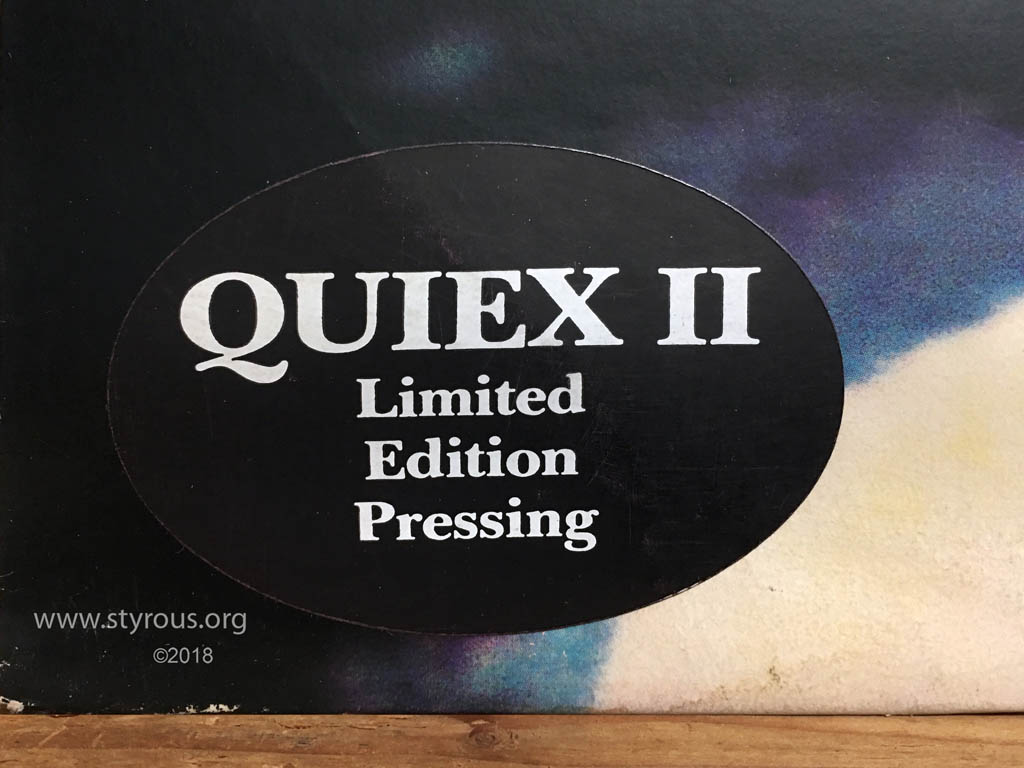 QUIEX II
Limited
Edition
Pressing
www.styrous.org
©2018